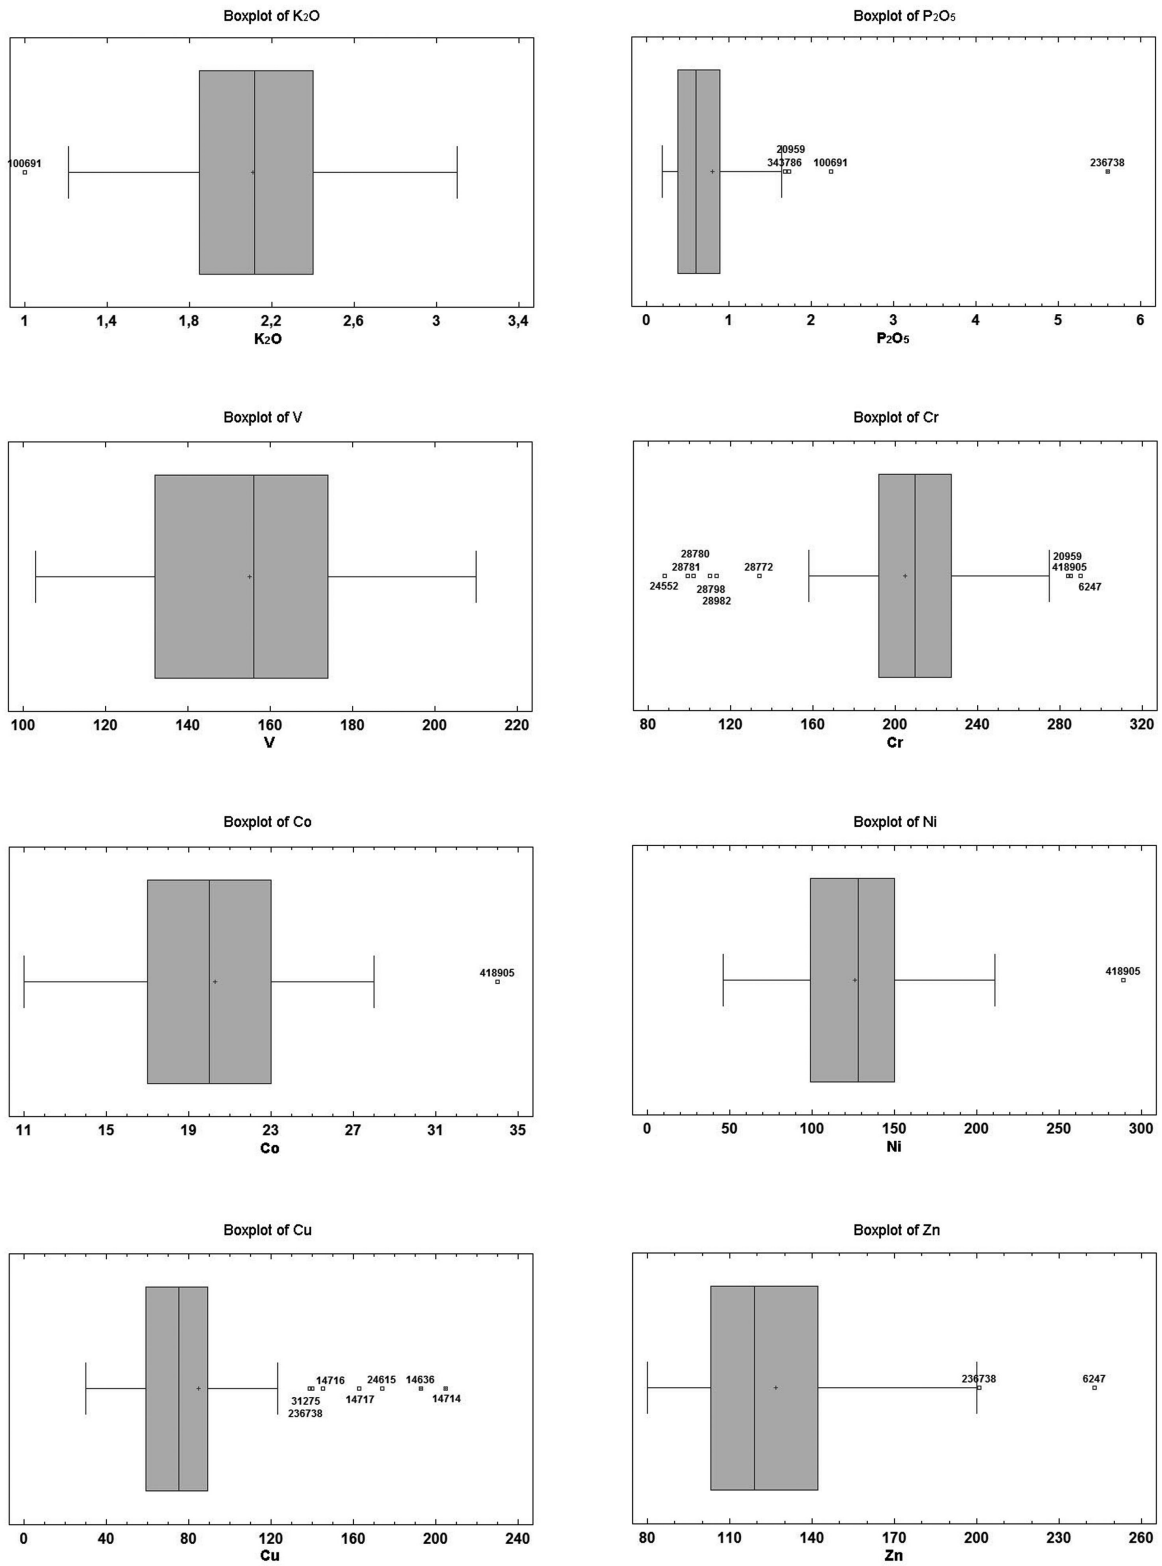 Boxplot of K₂O
100691
1 1,4 1,8 2,2 2,6 3 3,4
K₂O
Boxplot of P₂O₅
20959
343786 100691 236738
0 1 2 3 4 5 6
P₂O₅
Boxplot of V
100 120 140 160 180 200 220
V
Boxplot of Cr
28780 20959
28781 28772 418905
24552 28798 6247
28982
80 120 160 200 240 280 320
Cr
Boxplot of Co
418905
11 15 19 23 27 31 35
Co
Boxplot of Ni
418905
0 50 100 150 200 250 300
Ni
Boxplot of Cu
14716 24615 14636
31275 14717 14714
236738
0 40 80 120 160 200 240
Cu
Boxplot of Zn
236738 6247
80 110 140 170 200 230 260
Zn